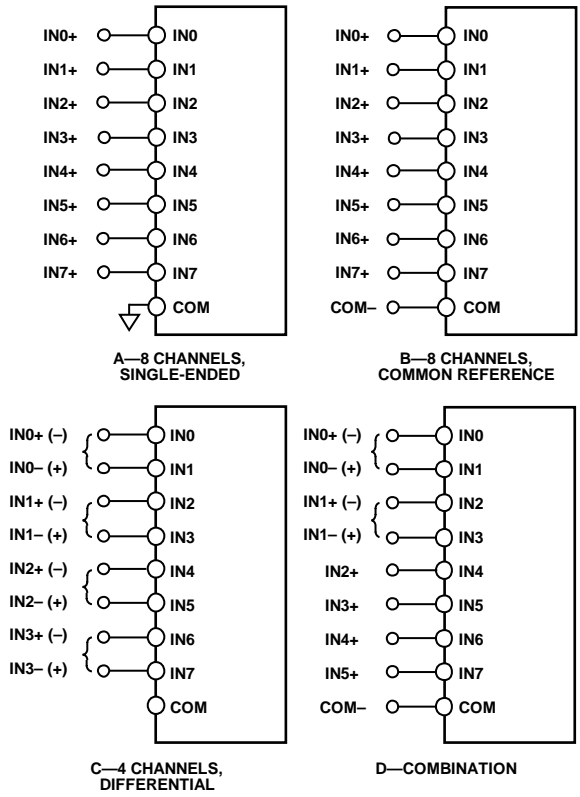 IN0+ IN0
IN1+ IN1
IN2+ IN2
IN3+ IN3
IN4+ IN4
IN5+ IN5
IN6+ IN6
IN7+ IN7
COM
A—8 CHANNELS,
SINGLE-ENDED
IN0+ IN0
IN1+ IN1
IN2+ IN2
IN3+ IN3
IN4+ IN4
IN5+ IN5
IN6+ IN6
IN7+ IN7
COM– COM
B—8 CHANNELS,
COMMON REFERENCE
IN0+ (–) IN0
IN0– (+) IN1
IN1+ (–) IN2
IN1– (+) IN3
IN2+ (–) IN4
IN2– (+) IN5
IN3+ (–) IN6
IN3– (+) IN7
COM
C—4 CHANNELS,
DIFFERENTIAL
IN0+ (–) IN0
IN0– (+) IN1
IN1+ (–) IN2
IN1– (+) IN3
IN2+ IN4
IN3+ IN5
IN4+ IN6
IN5+ IN7
COM– COM
D—COMBINATION